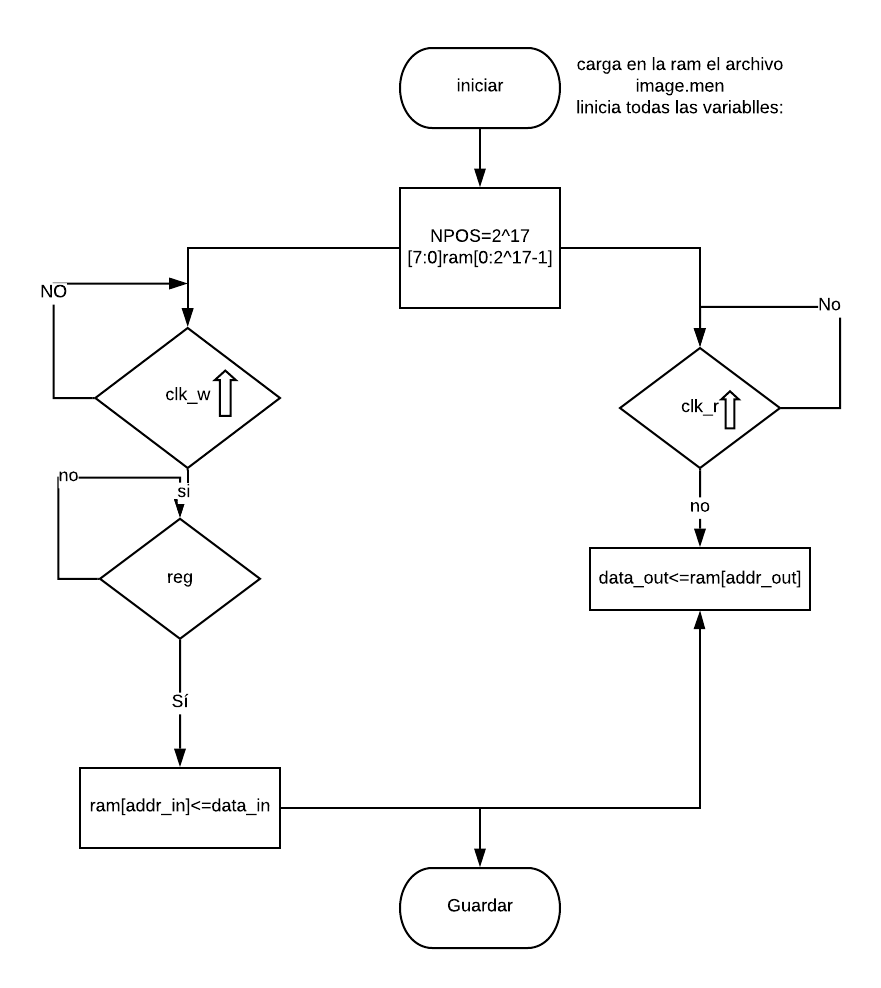 iniciar
carga en la ram el archivo
image.men
Iinicia todas las variablles:
NPOS=2^17
[7:0]ram[0:2^17-1]
NO
No
clk_w
clk_r
no
si
no
reg
data_out<=ram[addr_out]
Sí
ram[addr_in]<=data_in
Guardar